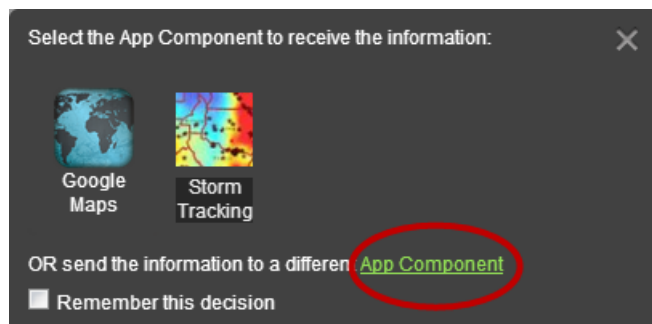 Select the App Component to receive the information:
Google
Maps
Storm
Tracking
OR send the information to a different App Component
Remember this decision